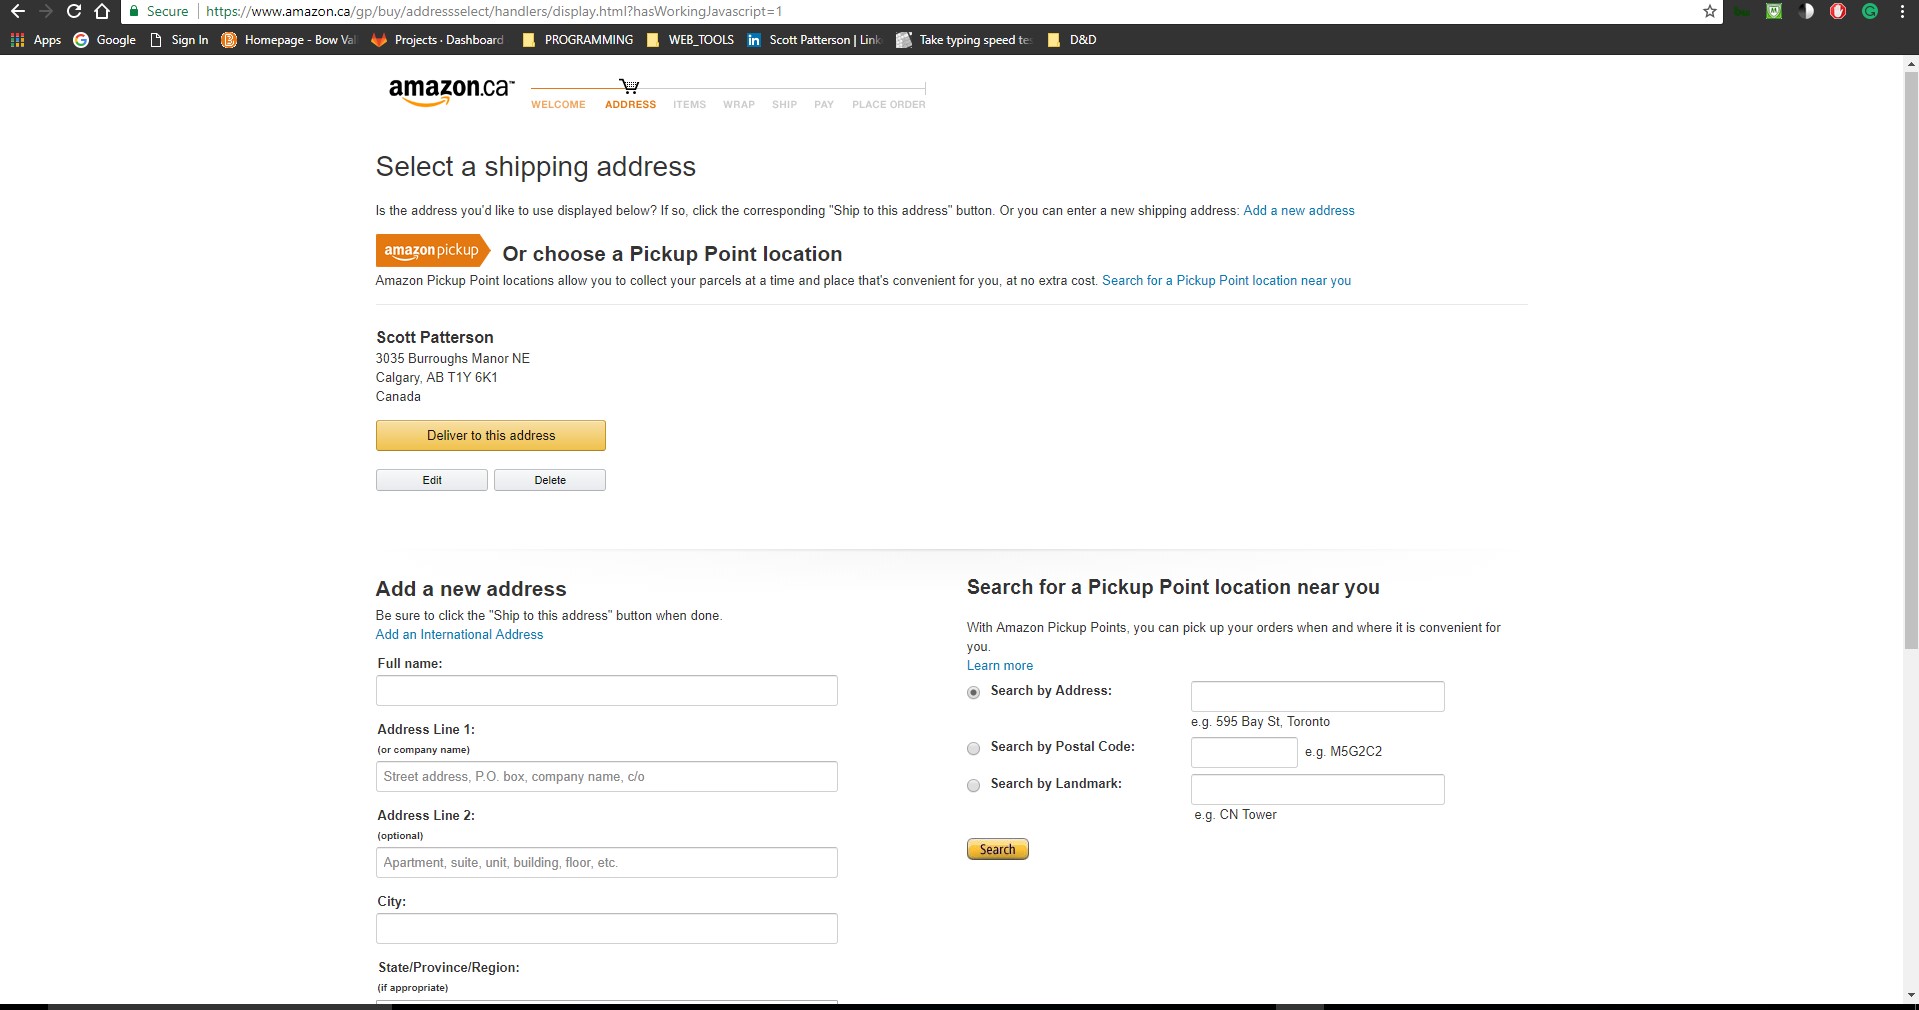 Secure https://www.amazon.ca/gp/buy/addressselect/handlers/display.html?hasWorkingJavascript=1
Apps Google Sign In Homepage - Bow Val Projects · Dashboard PROGRAMMING WEB_TOOLS Scott Patterson | Link Take typing speed te D&D
amazon.ca™
WELCOME ADDRESS ITEMS WRAP SHIP PAY PLACE ORDER
Select a shipping address
Is the address you'd like to use displayed below? If so, click the corresponding "Ship to this address" button. Or you can enter a new shipping address: Add a new address
amazonpickup Or choose a Pickup Point location
Amazon Pickup Point locations allow you to collect your parcels at a time and place that's convenient for you, at no extra cost. Search for a Pickup Point location near you
Scott Patterson
3035 Burroughs Manor NE
Calgary, AB T1Y 6K1
Canada
Deliver to this address
Edit Delete
Add a new address
Be sure to click the "Ship to this address" button when done.
Add an International Address
Full name:
Address Line 1:
(or company name)
Street address, P.O. box, company name, c/o
Address Line 2:
(optional)
Apartment, suite, unit, building, floor, etc.
City:
State/Province/Region:
(if appropriate)
Search for a Pickup Point location near you
With Amazon Pickup Points, you can pick up your orders when and where it is convenient for
you.
Learn more
Search by Address:
e.g. 595 Bay St, Toronto
Search by Postal Code: e.g. M5G2C2
Search by Landmark:
e.g. CN Tower
Search